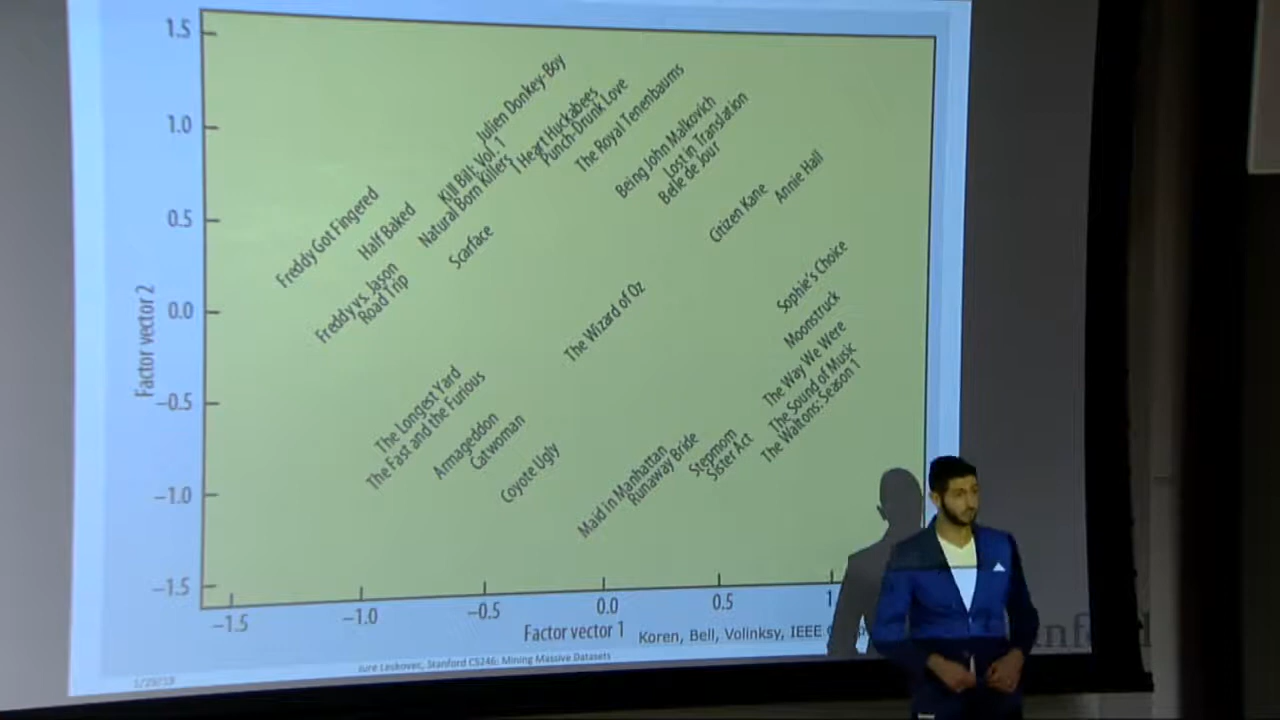 1.5
1.0
0.5
0.0
−0.5
−1.0
−1.5
Factor vector 2
Julien Donkey-Boy
I Heart Huckabees
Punch-Drunk Love
The Royal Tenenbaums
Kill Bill: Vol. 1
Natural Born Killers
Being John Malkovich
Lost in Translation
Belle de Jour
Annie Hall
Citizen Kane
Freddy Got Fingered
Half Baked
Scarface
Freddy vs. Jason
Road Trip
Sophie's Choice
Moonstruck
The Wizard of Oz
The Way We Were
The Sound of Music
The Waltons: Season 1
The Longest Yard
The Fast and the Furious
Armageddon
Catwoman
Coyote Ugly
Maid in Manhattan
Runaway Bride
Stepmom
Sister Act
−1.5
−1.0
−0.5
0.0
0.5
1
Factor vector 1
Koren, Bell, Volinksy, IEEE
Jure Leskovec, Stanford CS246: Mining Massive Datasets